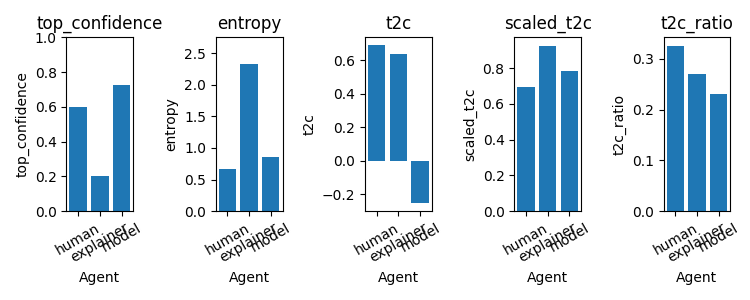 top_confidence
entropy
t2c
scaled_t2c
t2c_ratio
top_confidence
1.0
0.8
0.6
0.4
0.2
0.0
human
explainer
model
Agent
entropy
2.5
2.0
1.5
1.0
0.5
0.0
human
explainer
model
Agent
t2c
0.6
0.4
0.2
0.0
−0.2
human
explainer
model
Agent
scaled_t2c
0.8
0.6
0.4
0.2
0.0
human
explainer
model
Agent
t2c_ratio
0.3
0.2
0.1
0.0
human
explainer
model
Agent